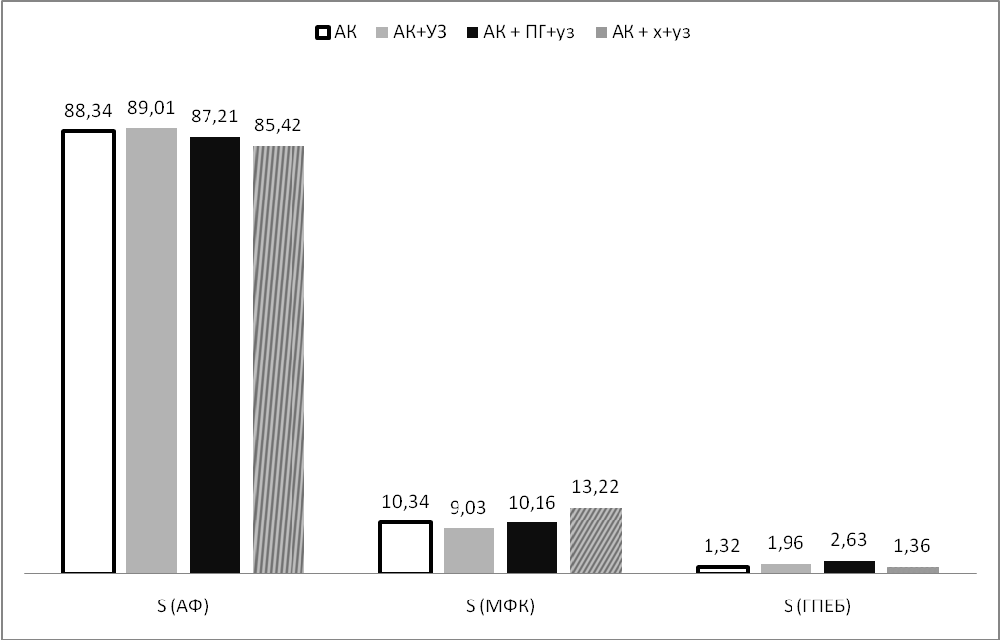 АК АК+УЗ АК + ПГ+уз АК + х+уз
88,34 89,01 87,21 85,42
10,34 9,03 10,16 13,22
1,32 1,96 2,63 1,36
S (АФ) S (МФК) S (ГПЕБ)